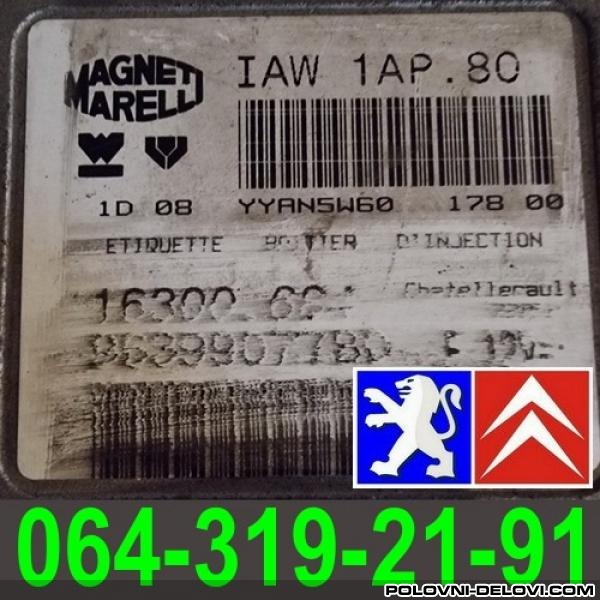 MAGNETI
MARELLI
IAW 1AP.80
1D 08 YYAN5W60 178 00
ETIQUETTE BOITIER D'INJECTION
16300. Chatellerault
064-319-21-91
POLOVNI-DELOVI.COM